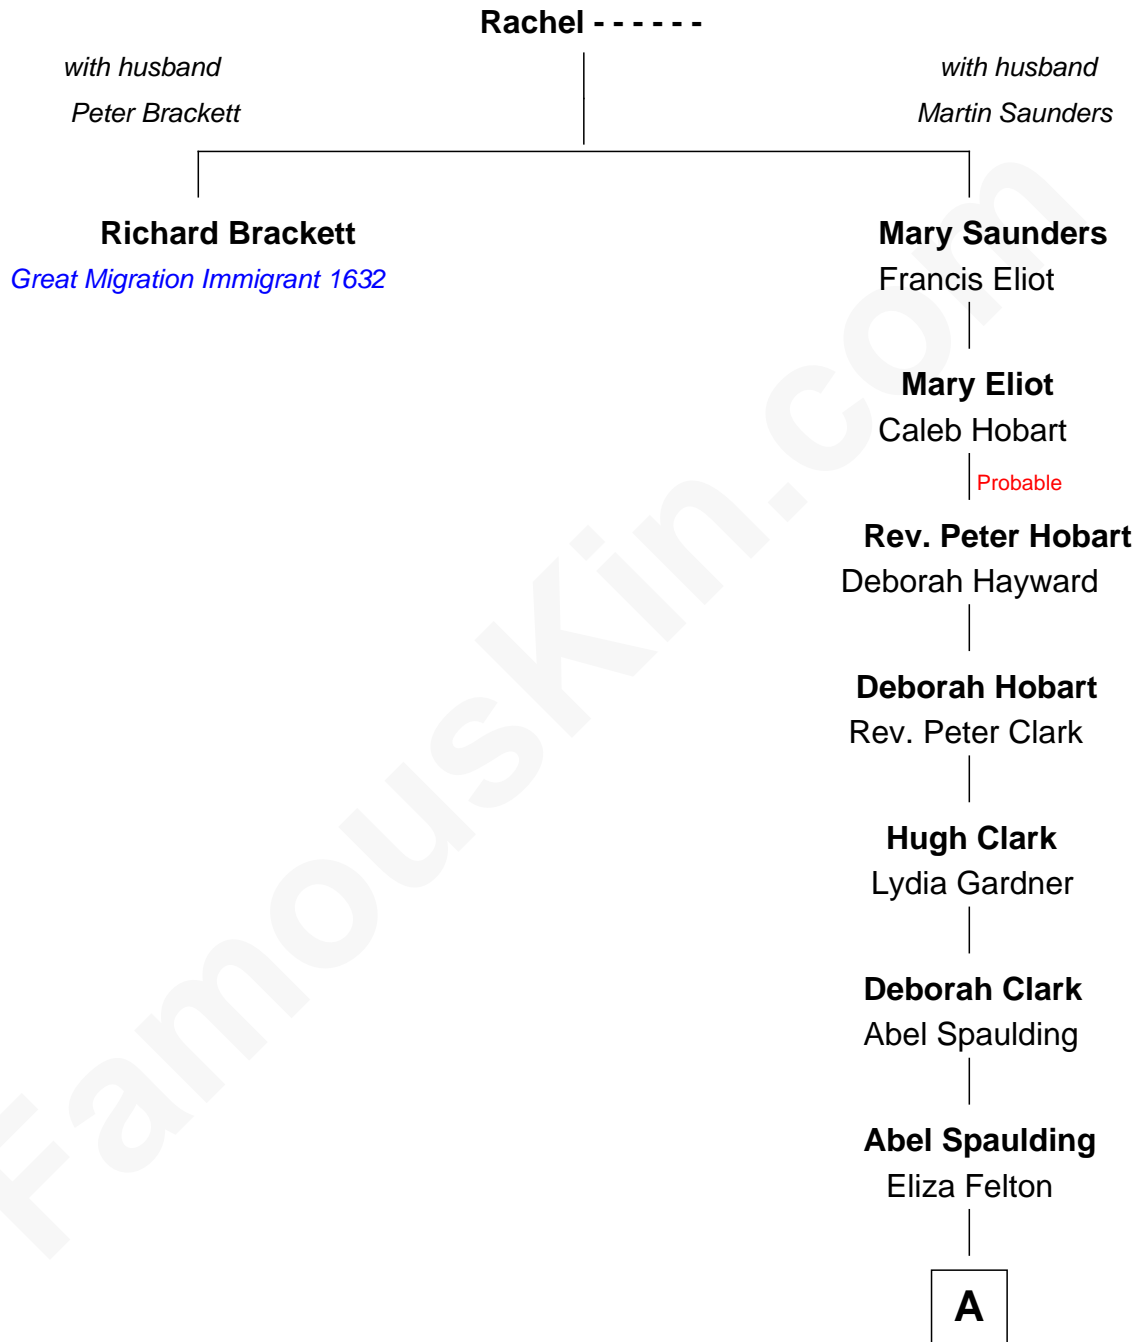 Rachel - - - - - -
with husband
Peter Brackett
with husband
Martin Saunders
Richard Brackett
Great Migration Immigrant 1632
Mary Saunders
Francis Eliot
Mary Eliot
Caleb Hobart
Probable
Rev. Peter Hobart
Deborah Hayward
Deborah Hobart
Rev. Peter Clark
Hugh Clark
Lydia Gardner
Deborah Clark
Abel Spaulding
Abel Spaulding
Eliza Felton
A
FamousKin.com